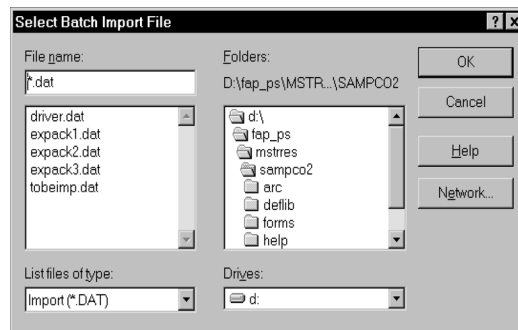 Select Batch Import File
File name:
*.dat
driver.dat
expack1.dat
expack2.dat
expack3.dat
tobeimp.dat
List files of type:
Import (*.DAT)
Folders:
D:\fap_ps\MSTR...\SAMPCO2
d:\
fap_ps
mstrres
sampco2
arc
deflib
forms
help
Drives:
d:
OK
Cancel
Help
Network...